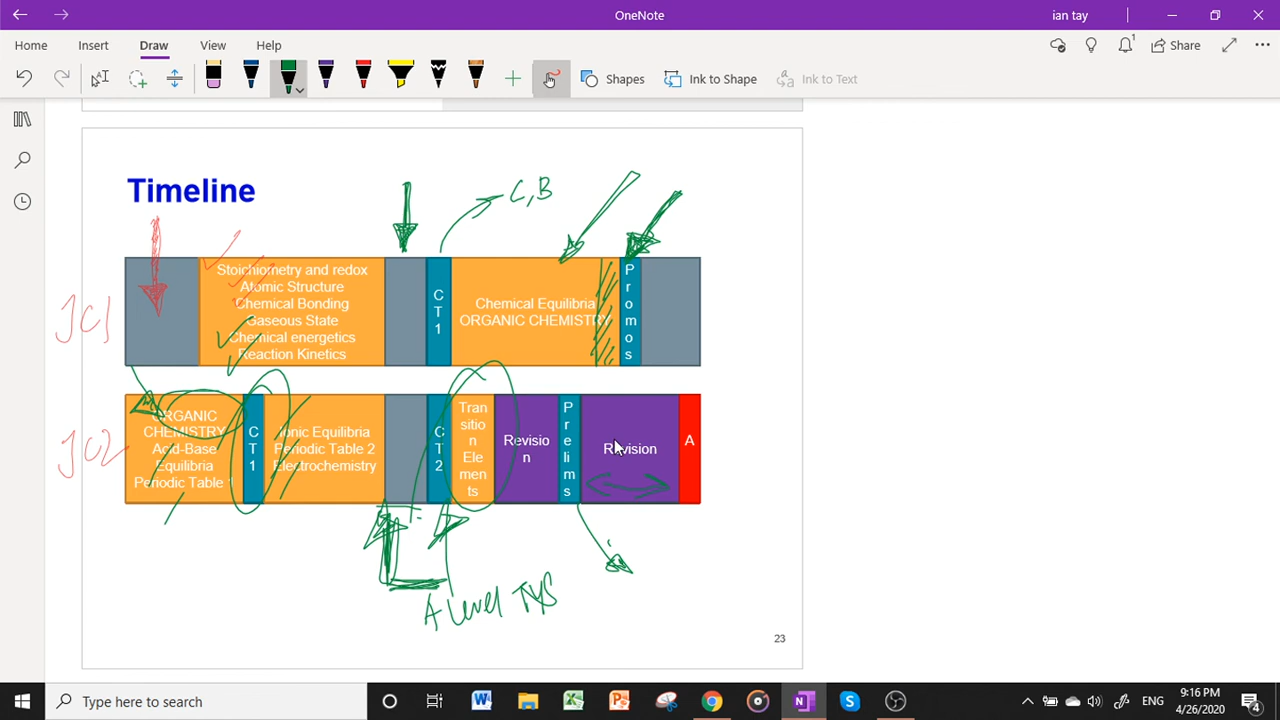 OneNote
ian tay
Home
Insert
Draw
View
Help
Share
Shapes
Ink to Shape
Ink to Text
Timeline
C, B
JC1
Stoichiometry and redox
Atomic Structure
Chemical Bonding
Gaseous State
Chemical energetics
Reaction Kinetics
C
T
1
Chemical Equilibria
ORGANIC CHEMISTRY
P
r
o
m
o
s
JC2
ORGANIC
CHEMISTRY
Acid-Base
Equilibria
Periodic Table 1
C
T
1
Ionic Equilibria
Periodic Table 2
Electrochemistry
C
T
2
Tran
sitio
n
Ele
men
ts
Revisio
n
P
r
e
l
i
m
s
Revision
A
A Level TYS
23
Type here to search
ENG
9:16 PM
4/26/2020
4